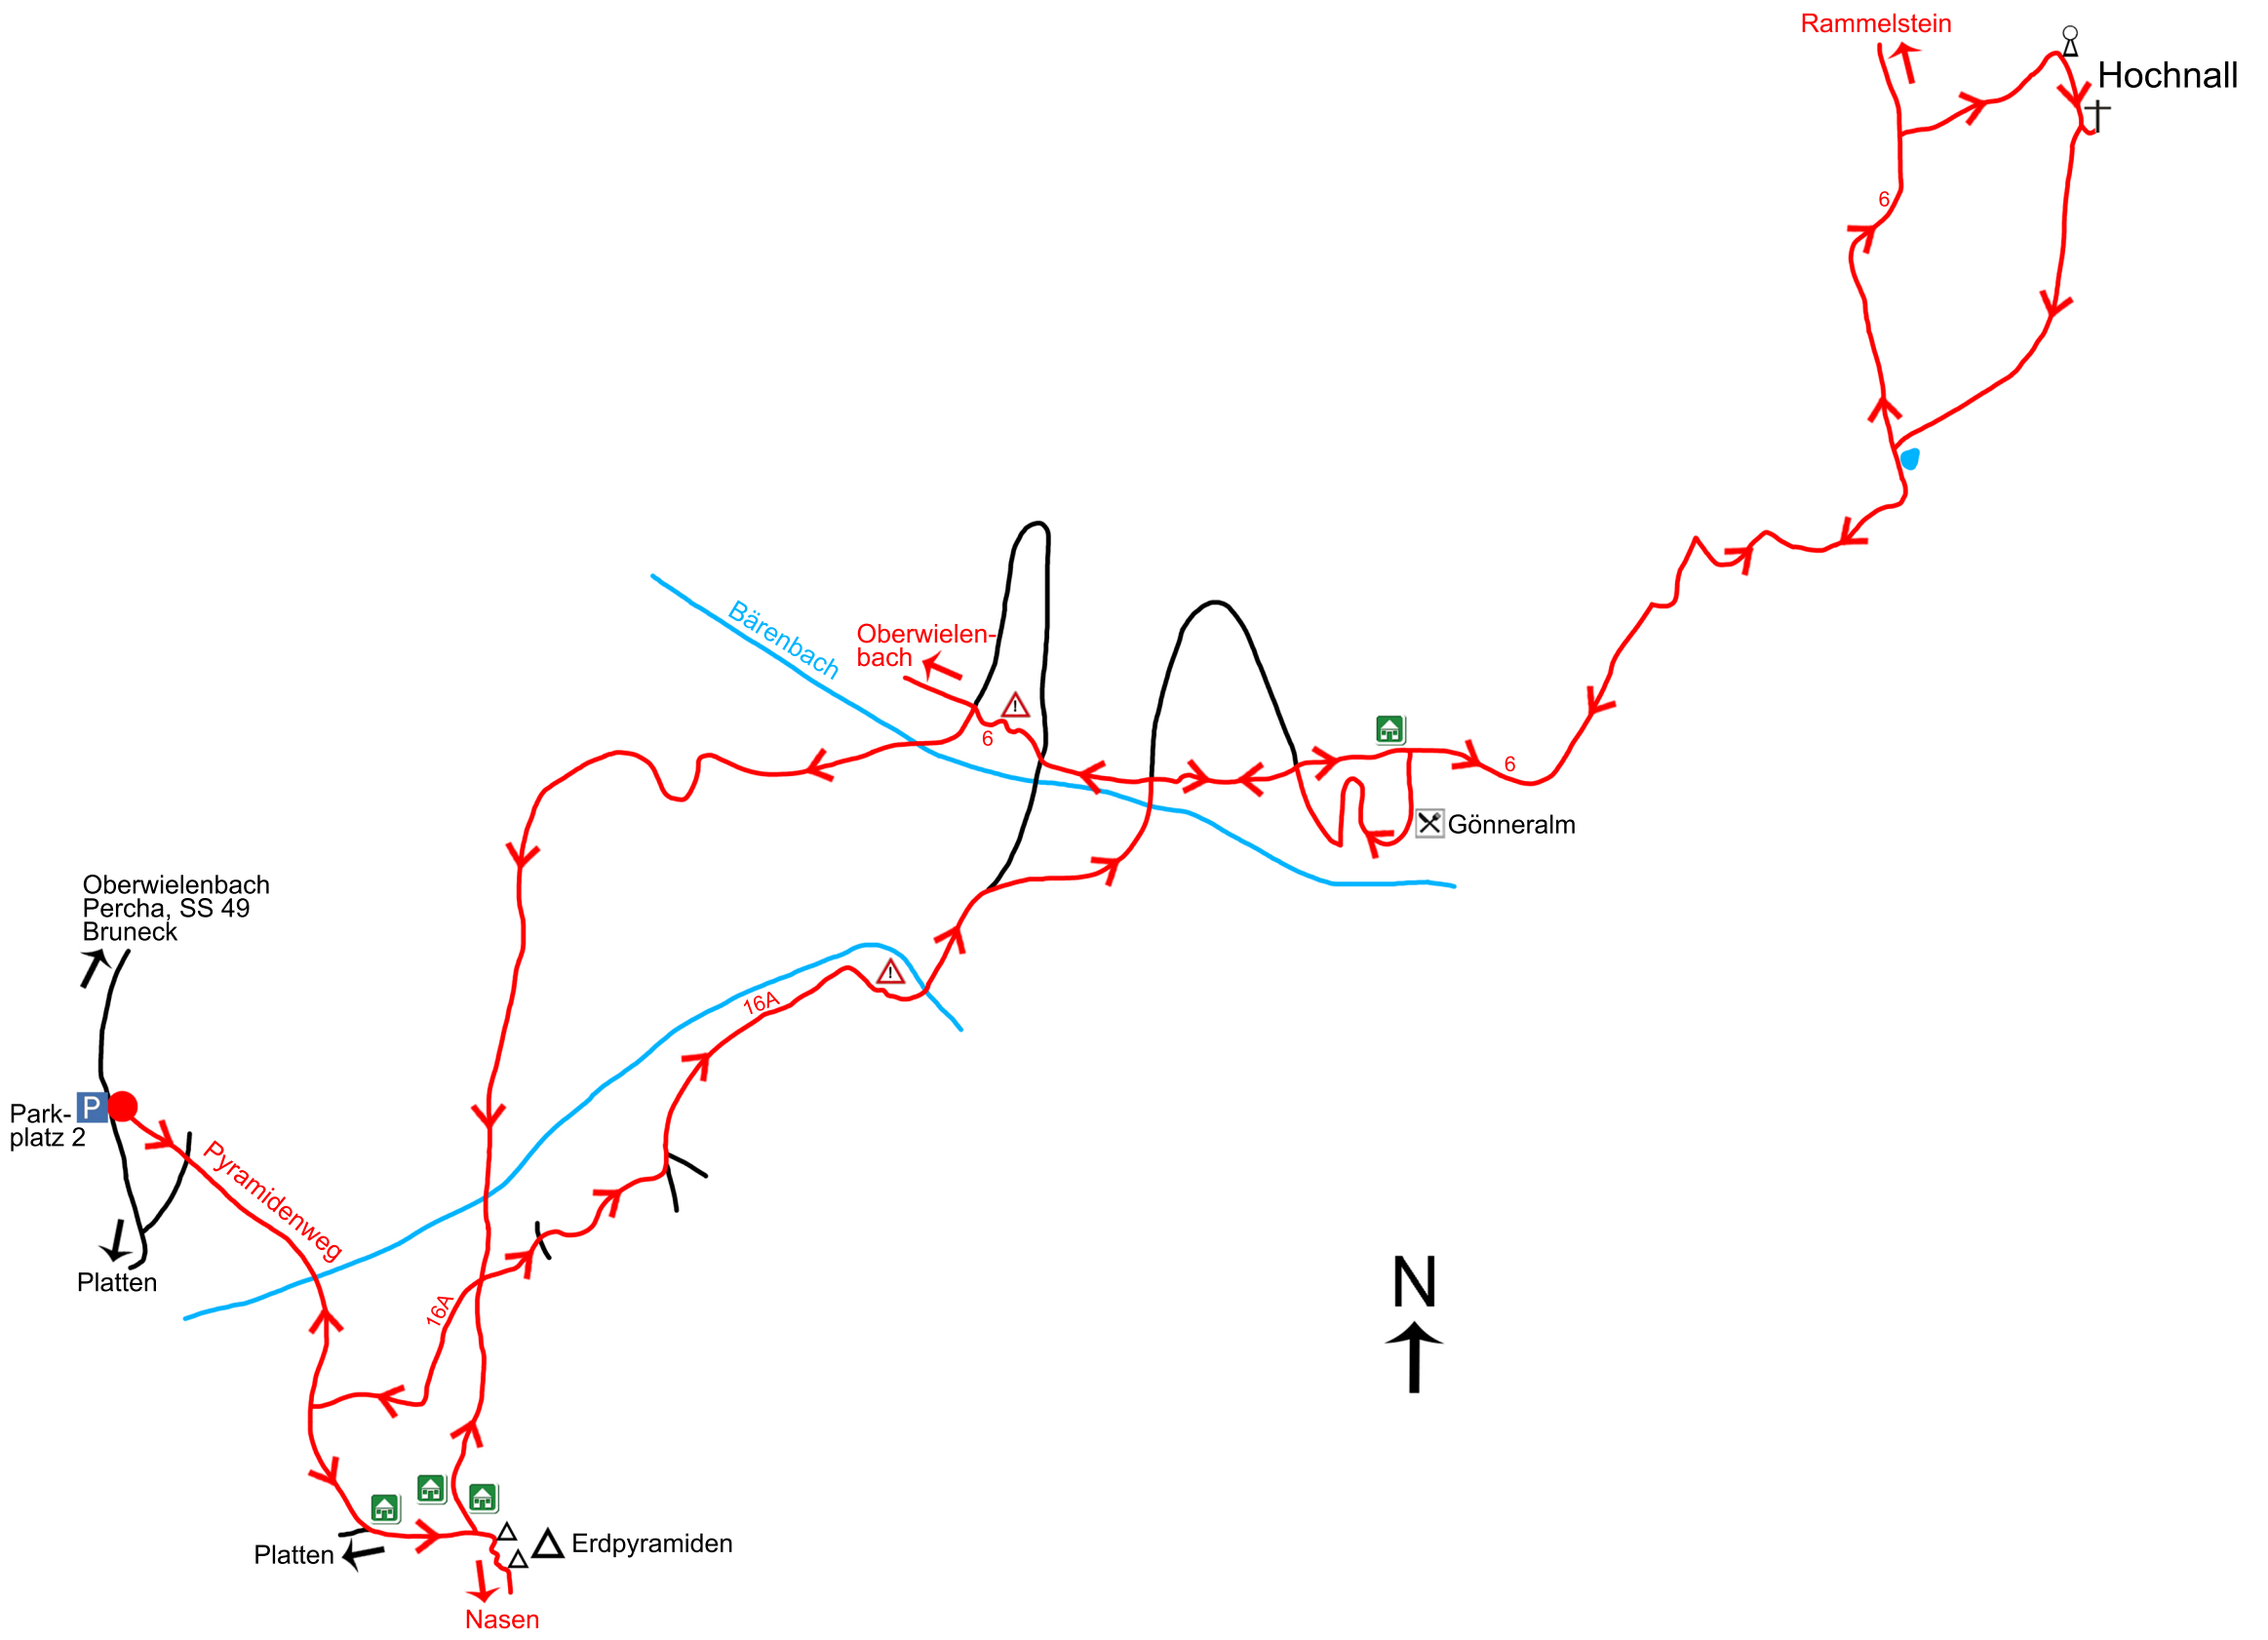 Rammelstein
Hochnall
6
Bärenbach
Oberwielen-
bach
!
6
6
Gönneralm
Oberwielenbach
Percha, SS 49
Bruneck
!
16A
P
Park-
platz 2
Pyramidenweg
Platten
16A
N
Erdpyramiden
Platten
Nasen